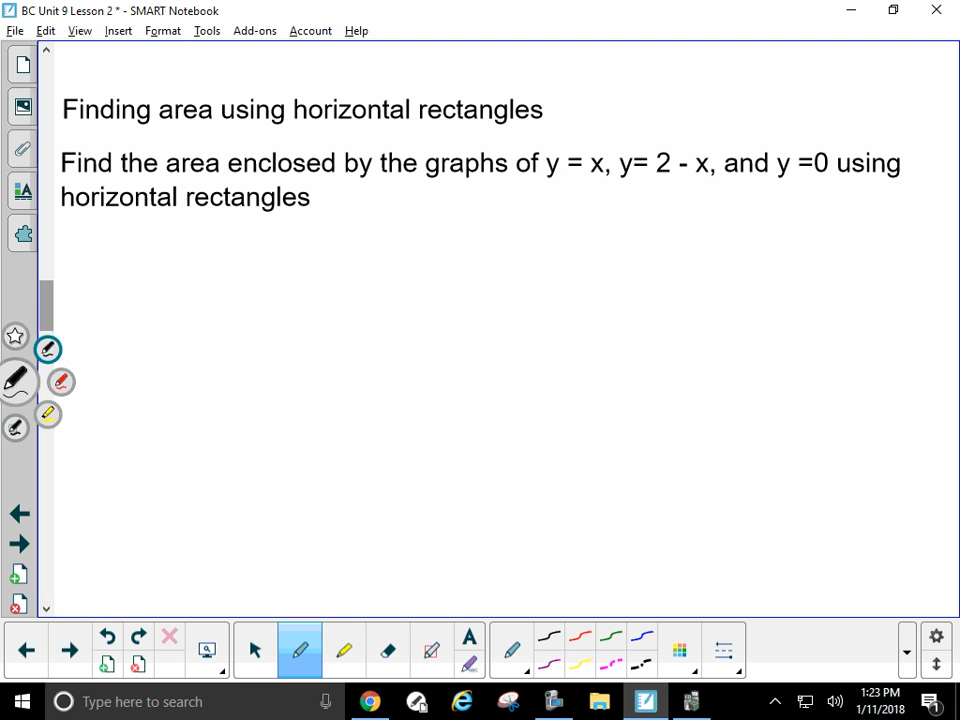 BC Unit 9 Lesson 2 * - SMART Notebook
File Edit View Insert Format Tools Add-ons Account Help
Finding area using horizontal rectangles
Find the area enclosed by the graphs of y = x, y= 2 - x, and y =0 using
horizontal rectangles
A
Type here to search
1:23 PM
1/11/2018
1